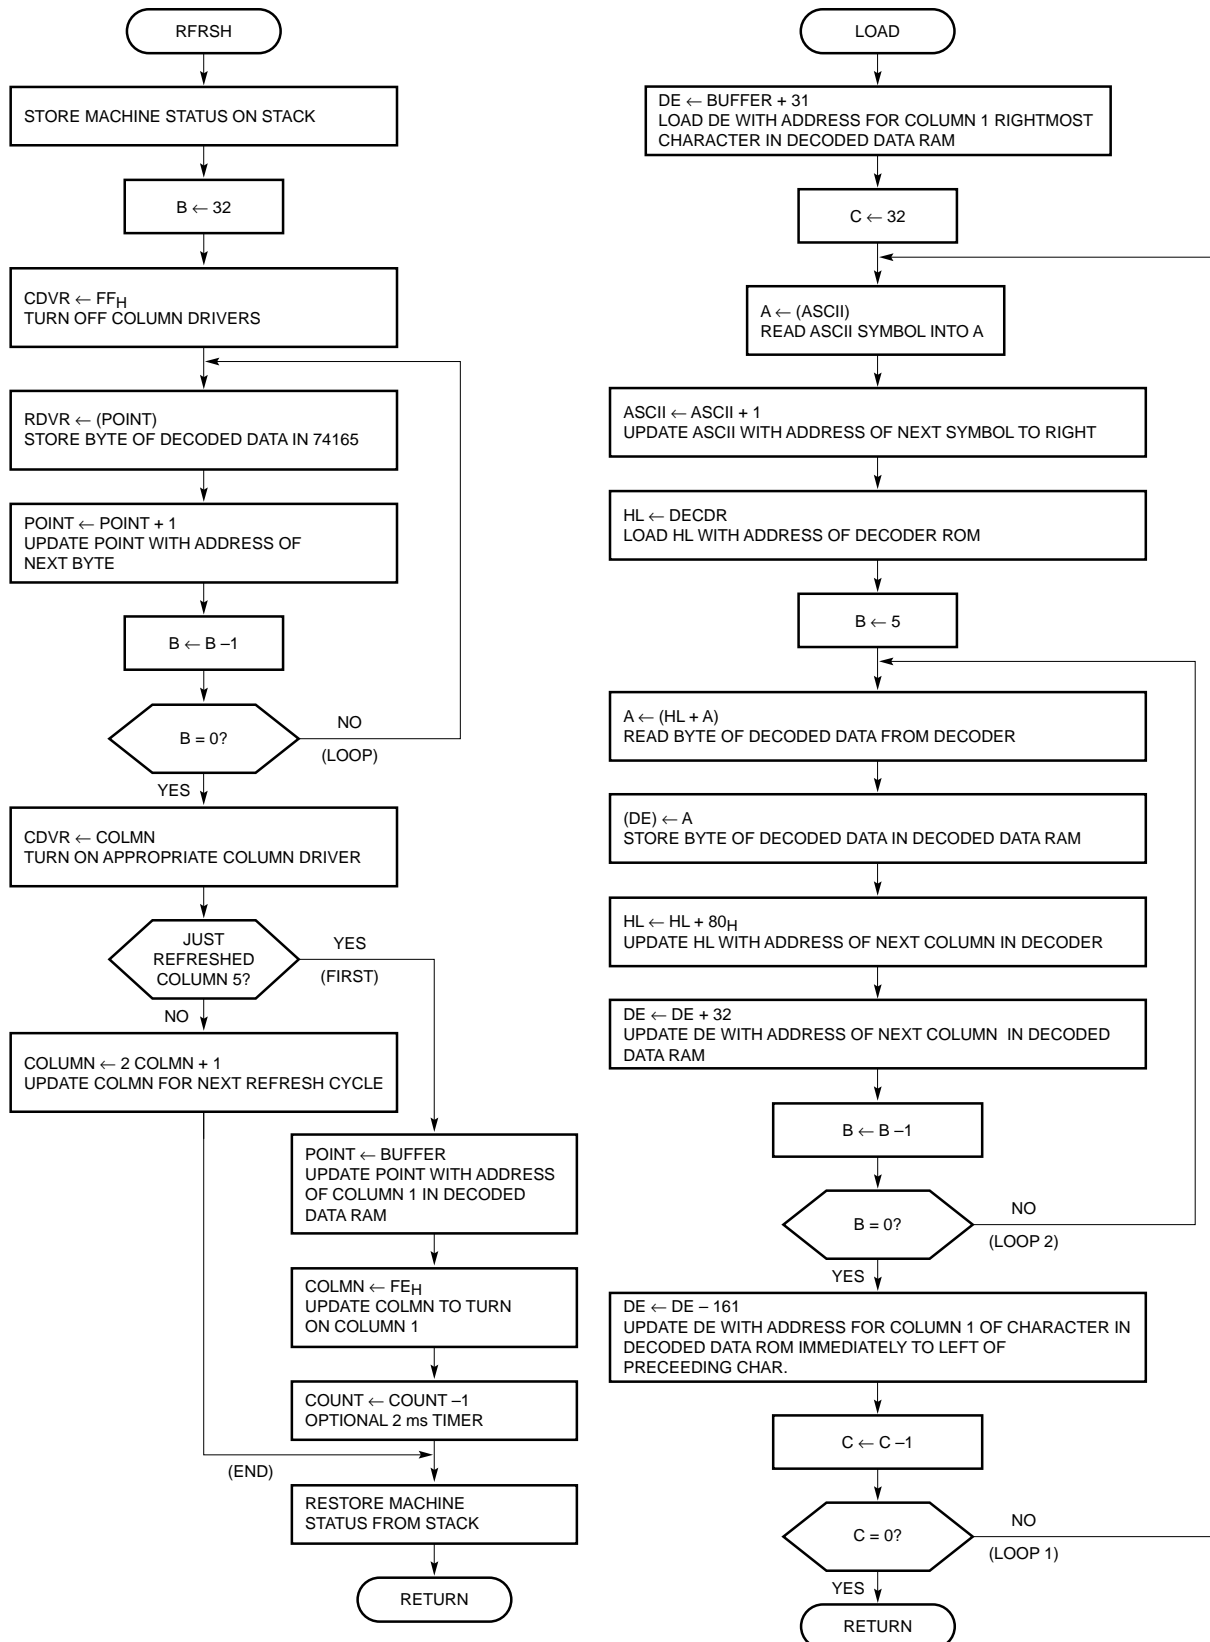 RFRSH
STORE MACHINE STATUS ON STACK
B ← 32
CDVR ← FFH
TURN OFF COLUMN DRIVERS
RDVR ← (POINT)
STORE BYTE OF DECODED DATA IN 74165
POINT ← POINT + 1
UPDATE POINT WITH ADDRESS OF
NEXT BYTE
B ← B –1
B = 0?
NO
(LOOP)
YES
CDVR ← COLMN
TURN ON APPROPRIATE COLUMN DRIVER
JUST
REFRESHED
COLUMN 5?
YES
(FIRST)
NO
COLUMN ← 2 COLMN + 1
UPDATE COLMN FOR NEXT REFRESH CYCLE
POINT ← BUFFER
UPDATE POINT WITH ADDRESS
OF COLUMN 1 IN DECODED
DATA RAM
COLMN ← FEH
UPDATE COLMN TO TURN
ON COLUMN 1
COUNT ← COUNT –1
OPTIONAL 2 ms TIMER
(END)
RESTORE MACHINE
STATUS FROM STACK
RETURN
LOAD
DE ← BUFFER + 31
LOAD DE WITH ADDRESS FOR COLUMN 1 RIGHTMOST
CHARACTER IN DECODED DATA RAM
C ← 32
A ← (ASCII)
READ ASCII SYMBOL INTO A
ASCII ← ASCII + 1
UPDATE ASCII WITH ADDRESS OF NEXT SYMBOL TO RIGHT
HL ← DECDR
LOAD HL WITH ADDRESS OF DECODER ROM
B ← 5
A ← (HL + A)
READ BYTE OF DECODED DATA FROM DECODER
(DE) ← A
STORE BYTE OF DECODED DATA IN DECODED DATA RAM
HL ← HL + 80H
UPDATE HL WITH ADDRESS OF NEXT COLUMN IN DECODER
DE ← DE + 32
UPDATE DE WITH ADDRESS OF NEXT COLUMN IN DECODED
DATA RAM
B ← B –1
B = 0?
NO
(LOOP 2)
YES
DE ← DE – 161
UPDATE DE WITH ADDRESS FOR COLUMN 1 OF CHARACTER IN
DECODED DATA ROM IMMEDIATELY TO LEFT OF
PRECEEDING CHAR.
C ← C –1
C = 0?
NO
(LOOP 1)
YES
RETURN